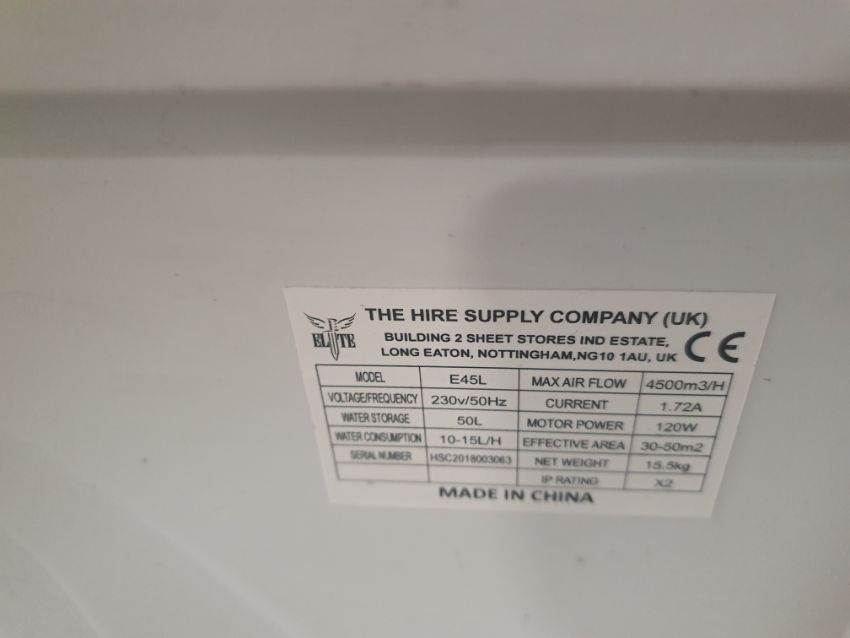 ELITE
THE HIRE SUPPLY COMPANY (UK)
BUILDING 2 SHEET STORES IND ESTATE,
LONG EATON, NOTTINGHAM,NG10 1AU, UK
CE
MODEL E45L MAX AIR FLOW 4500m3/H
VOLTAGE/FREQUENCY 230v/50Hz CURRENT 1.72A
WATER STORAGE 50L MOTOR POWER 120W
WATER CONSUMPTION 10-15L/H EFFECTIVE AREA 30-50m2
SERIAL NUMBER HSC2018003063 NET WEIGHT 15.5kg
IP RATING X2
MADE IN CHINA